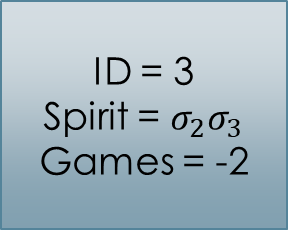 ID = 3
Spirit = σ₂σ₃
Games = -2